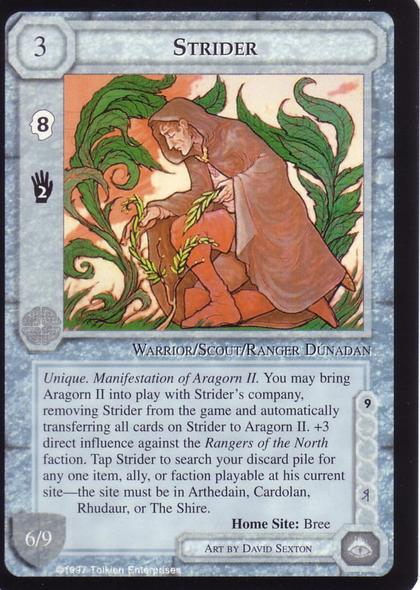 3
STRIDER
8
2
WARRIOR/SCOUT/RANGER DÚNADAN
Unique. Manifestation of Aragorn II. You may bring
Aragorn II into play with Strider's company,
removing Strider from the game and automatically
transferring all cards on Strider to Aragorn II. +3
direct influence against the Rangers of the North
faction. Tap Strider to search your discard pile for
any one item, ally, or faction playable at his current
site—the site must be in Arthedain, Cardolan,
Rhudaur, or The Shire.
9
Home Site: Bree
6/9
ART BY DAVID SEXTON
©1997 Tolkien Enterprises